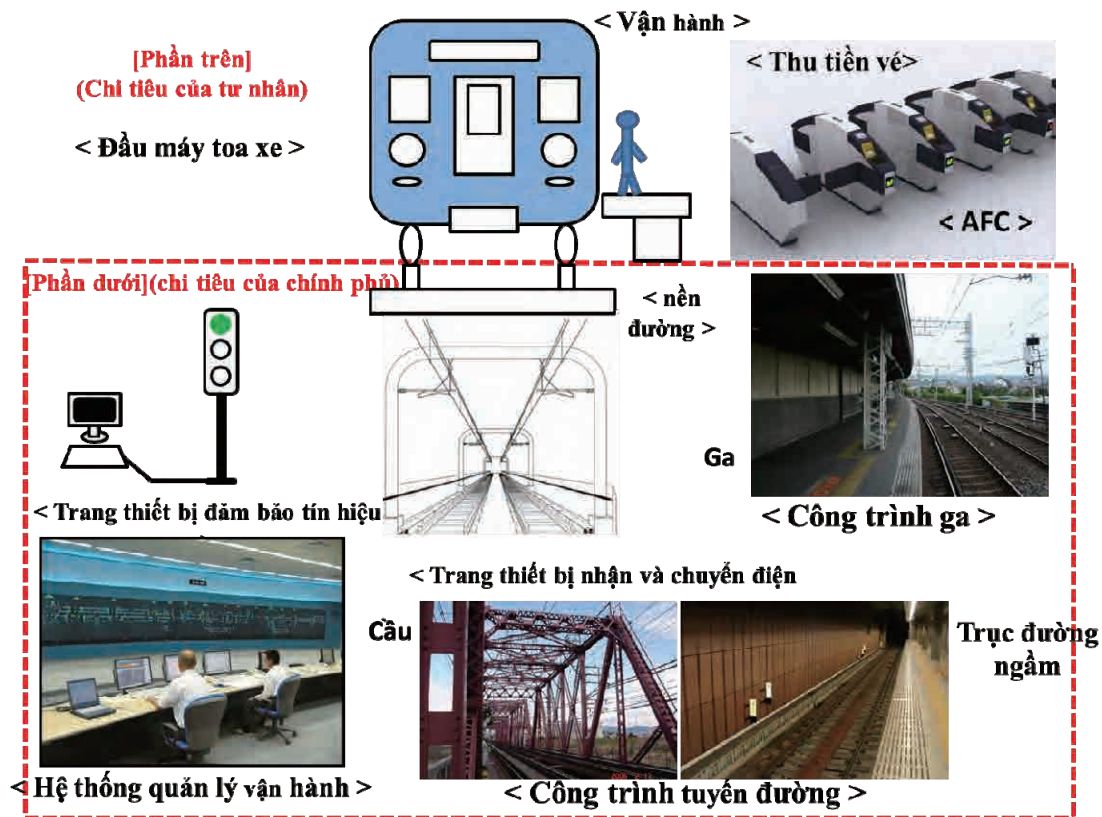 < Vận hành >
[Phần trên]
(Chi tiêu của tư nhân)
< Thu tiền vé>
< Đầu máy toa xe >
< AFC >
[Phần dưới](chi tiêu của chính phủ)
< nền
đường >
Ga
< Trang thiết bị đảm bảo tín hiệu
< Công trình ga >
< Trang thiết bị nhận và chuyển điện
Cầu
Trục đường
ngầm
< Hệ thống quản lý vận hành >
< Công trình tuyến đường >